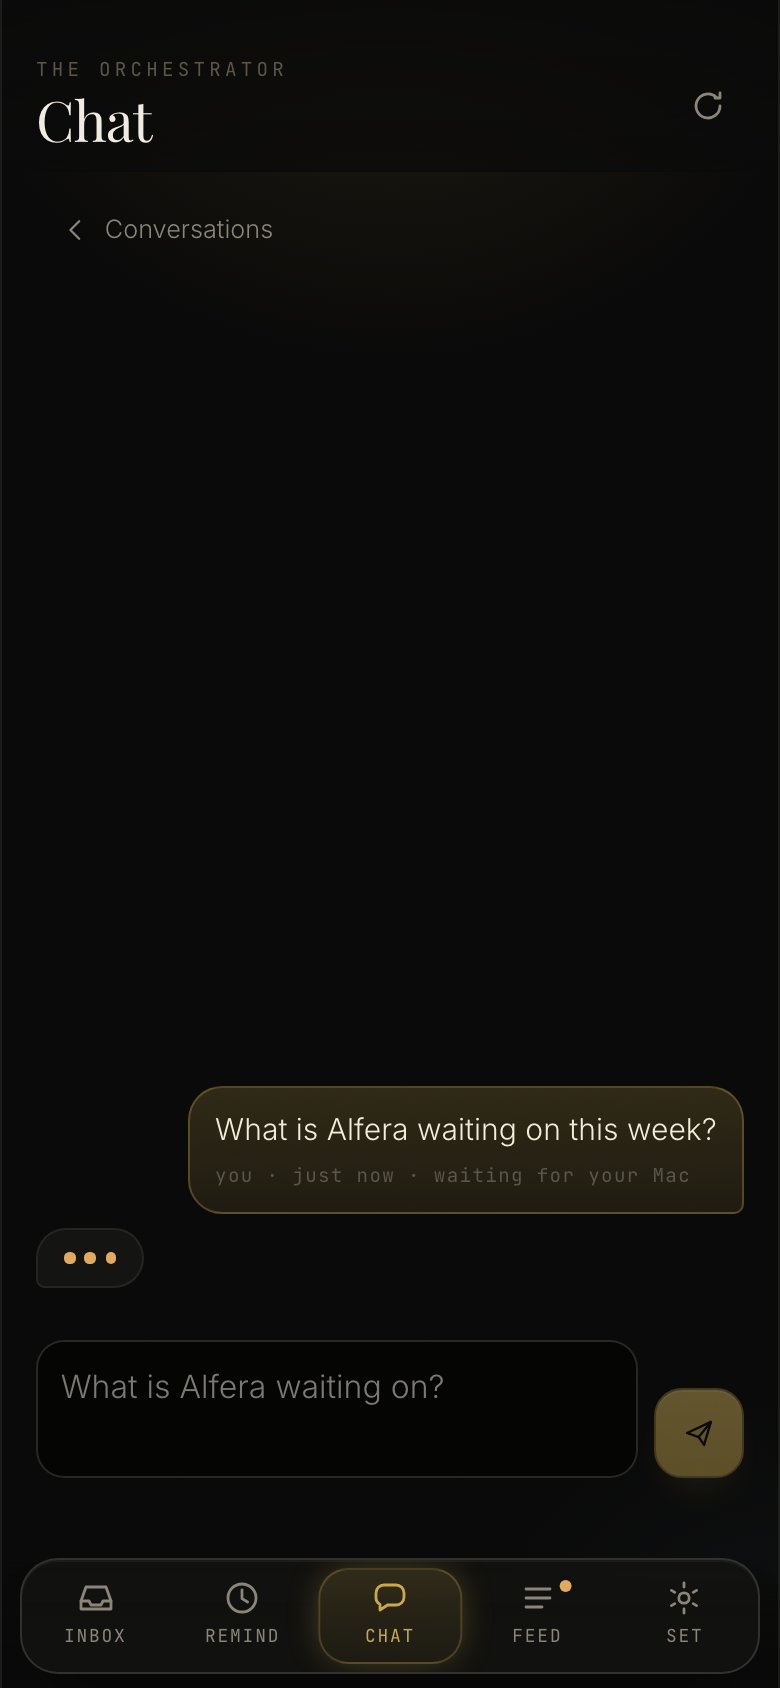 THE ORCHESTRATOR
Chat
Conversations
What is Alfera waiting on this week?
you · just now · waiting for your Mac
What is Alfera waiting on?
INBOX
REMIND
CHAT
FEED
SET